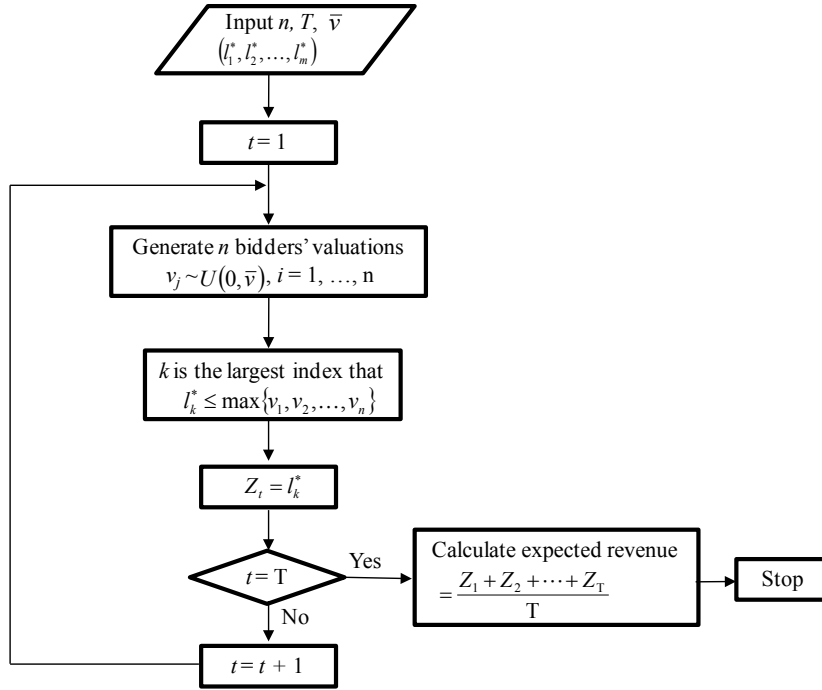 Input n, T, v̄
(l₁*, l₂*, …, lₘ*)
t = 1
Generate n bidders' valuations
vⱼ ~ U(0, v̄), i = 1, …, n
k is the largest index that
lₖ* ≤ max{v₁, v₂, …, vₙ}
Zₜ = lₖ*
t = T
Yes
No
t = t + 1
Calculate expected revenue
= (Z₁ + Z₂ + ⋯ + Z_T) / T
Stop